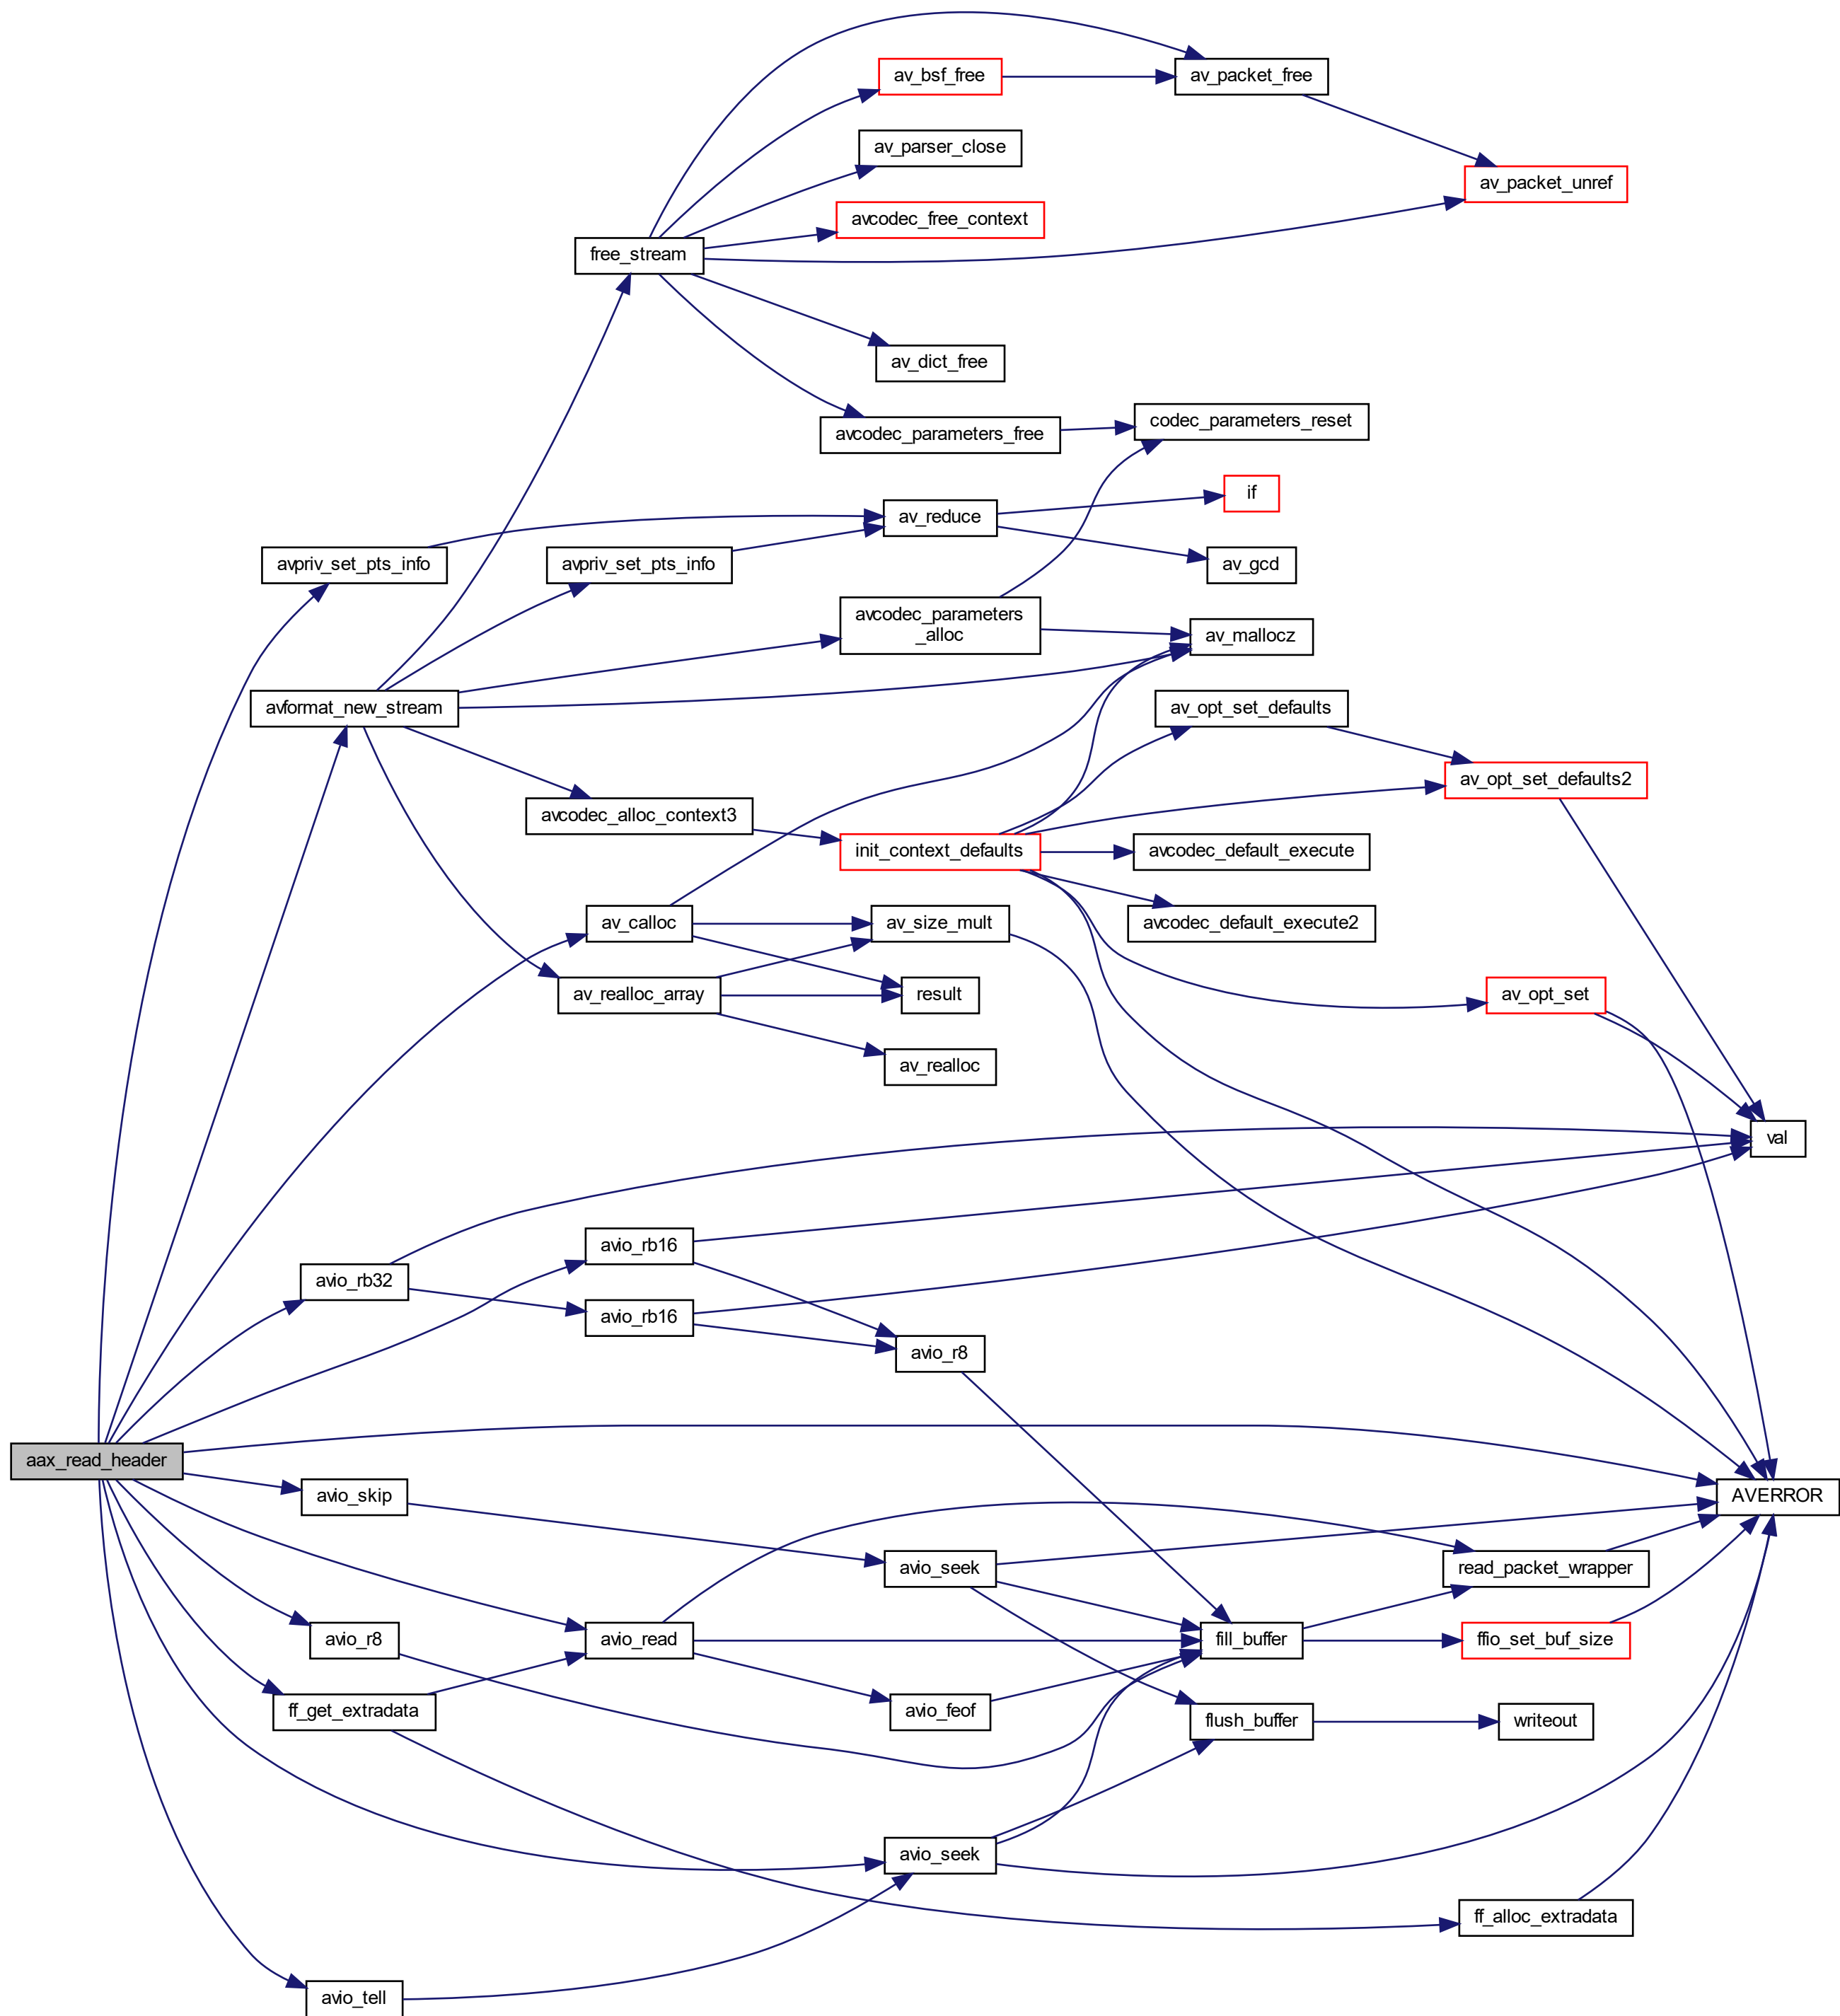 av_bsf_free
av_packet_free
av_parser_close
av_packet_unref
avcodec_free_context
free_stream
av_dict_free
avcodec_parameters_free
codec_parameters_reset
if
av_reduce
avpriv_set_pts_info
avpriv_set_pts_info
av_gcd
avcodec_parameters
_alloc
av_mallocz
avformat_new_stream
av_opt_set_defaults
av_opt_set_defaults2
avcodec_alloc_context3
init_context_defaults
avcodec_default_execute
av_calloc
av_size_mult
avcodec_default_execute2
av_realloc_array
result
av_opt_set
av_realloc
val
avio_rb16
avio_rb32
avio_rb16
avio_r8
aax_read_header
avio_skip
AVERROR
avio_seek
read_packet_wrapper
avio_r8
avio_read
fill_buffer
ffio_set_buf_size
ff_get_extradata
avio_feof
flush_buffer
writeout
avio_seek
ff_alloc_extradata
avio_tell